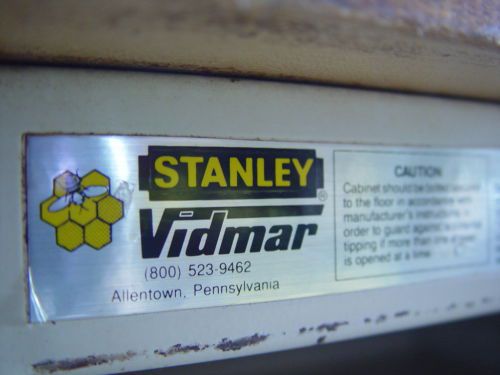 STANLEY®
Vidmar
(800) 523-9462
Allentown, Pennsylvania
CAUTION
Cabinet should be bolted
to the floor in accordance with
manufacturer's instructions in
order to guard against
tipping if more than one
is opened at a time.